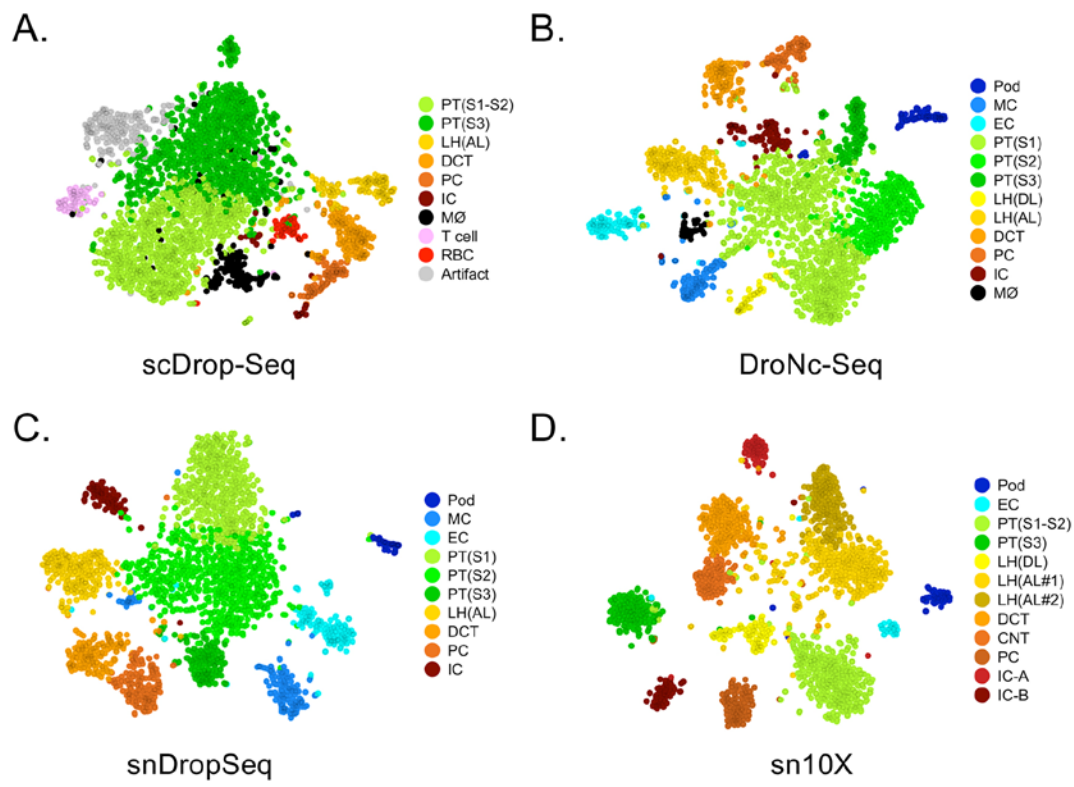 A.
PT(S1-S2)
PT(S3)
LH(AL)
DCT
PC
IC
MØ
T cell
RBC
Artifact
scDrop-Seq
B.
Pod
MC
EC
PT(S1)
PT(S2)
PT(S3)
LH(DL)
LH(AL)
DCT
PC
IC
MØ
DroNc-Seq
C.
Pod
MC
EC
PT(S1)
PT(S2)
PT(S3)
LH(AL)
DCT
PC
IC
snDropSeq
D.
Pod
EC
PT(S1-S2)
PT(S3)
LH(DL)
LH(AL#1)
LH(AL#2)
DCT
CNT
PC
IC-A
IC-B
sn10X